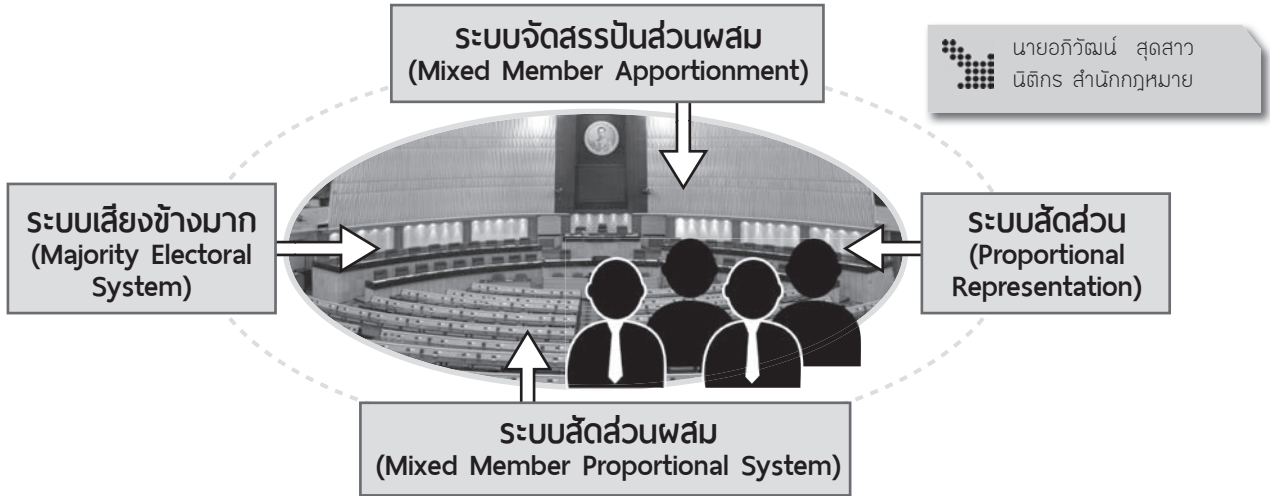 ระบบจัดสรรปันส่วนผสม
(Mixed Member Apportionment)
นายอภิวัฒน์ สุดสาว
นิติกร สำนักกฎหมาย
ระบบเสียงข้างมาก
(Majority Electoral
System)
ระบบสัดส่วน
(Proportional
Representation)
ระบบสัดส่วนผสม
(Mixed Member Proportional System)